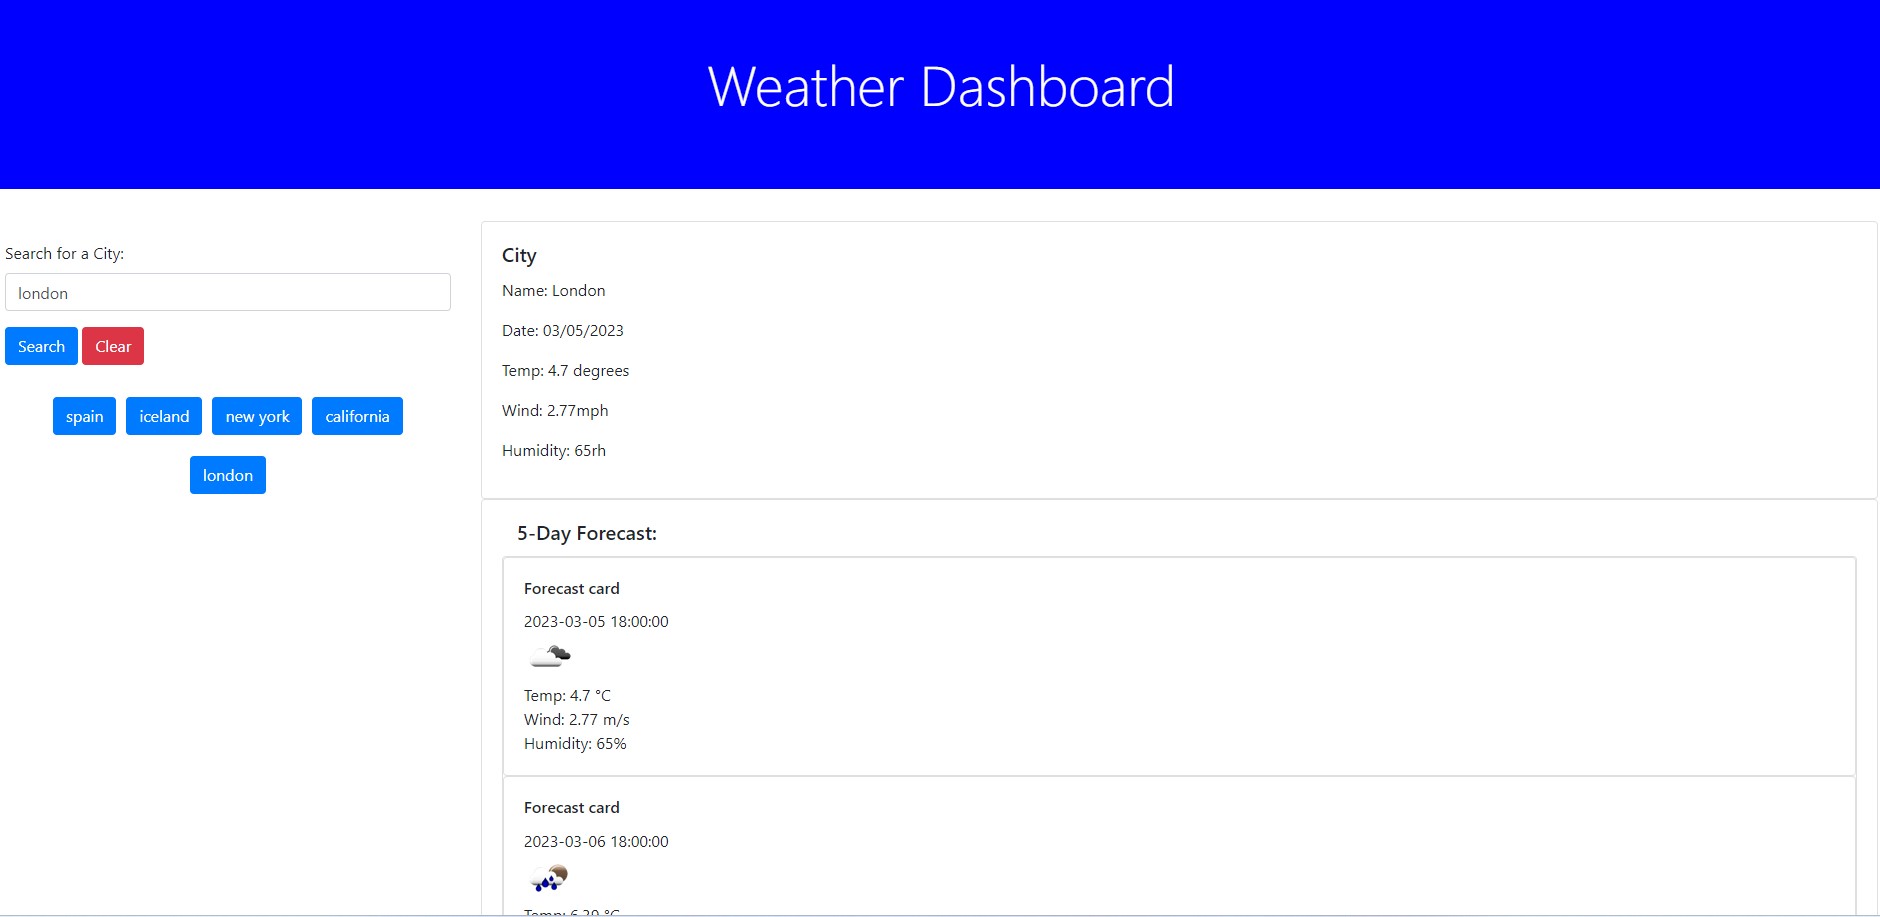 Weather Dashboard
Search for a City:
london
Search Clear
spain iceland new york california
london
City
Name: London
Date: 03/05/2023
Temp: 4.7 degrees
Wind: 2.77mph
Humidity: 65rh
5-Day Forecast:
Forecast card
2023-03-05 18:00:00
Temp: 4.7 °C
Wind: 2.77 m/s
Humidity: 65%
Forecast card
2023-03-06 18:00:00
Temp: °C